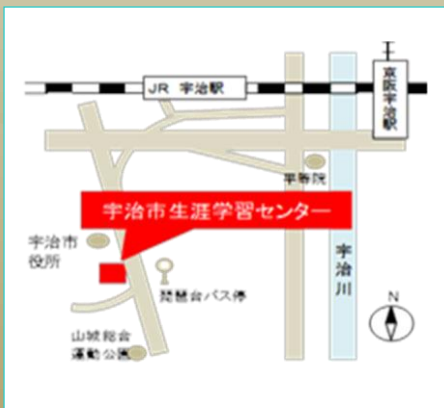 JR 宇治駅
京阪宇治駅
平等院
宇治市生涯学習センター
宇治市
役所
宇治川
琵琶台バス停
N
山城総合
運動公園